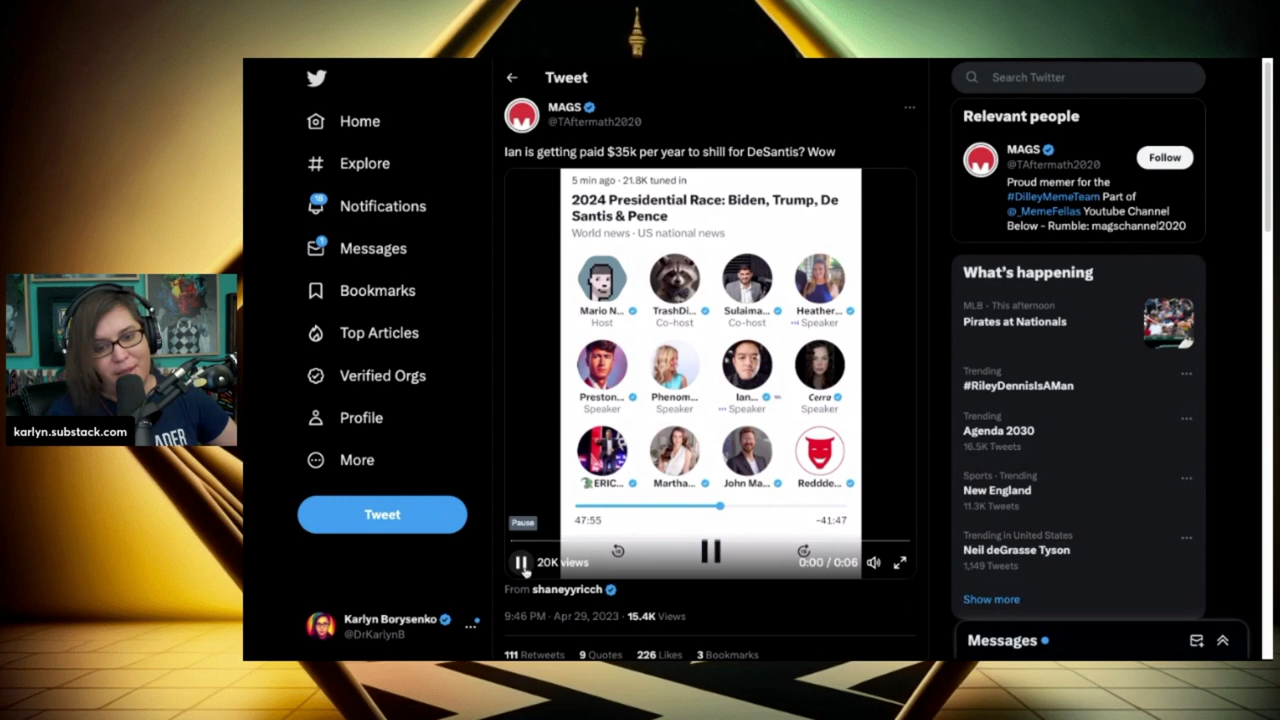 Tweet
Search Twitter
Home
Explore
18
Notifications
1
Messages
Bookmarks
Top Articles
Verified Orgs
Profile
More
Tweet
Karlyn Borysenko
@DrKarlynB
karlyn.substack.com
MAGS
@TAftermath2020
Ian is getting paid $35k per year to shill for DeSantis? Wow
5 min ago · 21.8K tuned in
2024 Presidential Race: Biden, Trump, De
Santis & Pence
World news · US national news
Mario N... TrashDi... Sulaima... Heather...
Host Co-host Co-host Speaker
Preston... Phenom... Ian... Cerra
Speaker Speaker Speaker Speaker
ERIC... Martha... John Ma... Reddde...
47:55 -41:47
Pause
20K views
15 15
0:00 / 0:06
From shaneyyricch
9:46 PM · Apr 29, 2023 · 15.4K Views
111 Retweets 9 Quotes 226 Likes 3 Bookmarks
Relevant people
MAGS
@TAftermath2020
Follow
Proud memer for the
#DilleyMemeTeam Part of
@_MemeFellas Youtube Channel
Below - Rumble: magschannel2020
What's happening
MLB · This afternoon
Pirates at Nationals
Trending
#RileyDennisIsAMan
Trending
Agenda 2030
16.5K Tweets
Sports · Trending
New England
11.3K Tweets
Trending in United States
Neil deGrasse Tyson
1,149 Tweets
Show more
Messages